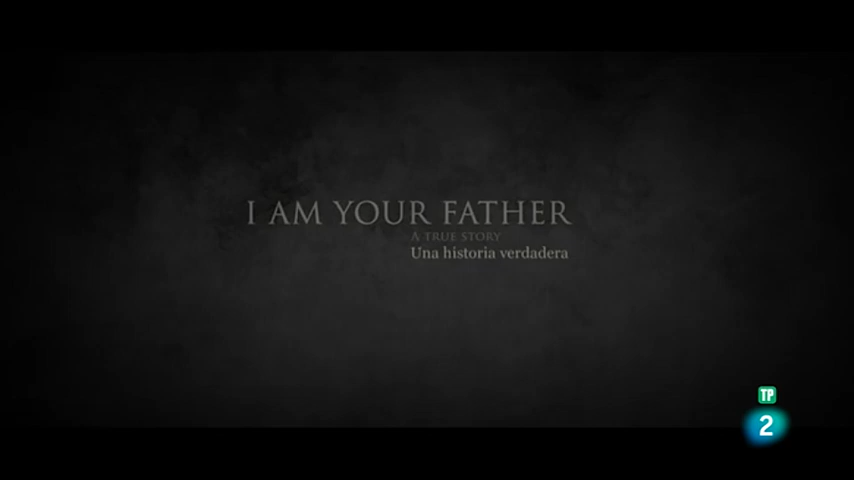 I AM YOUR FATHER
A TRUE STORY
Una historia verdadera
TP
2